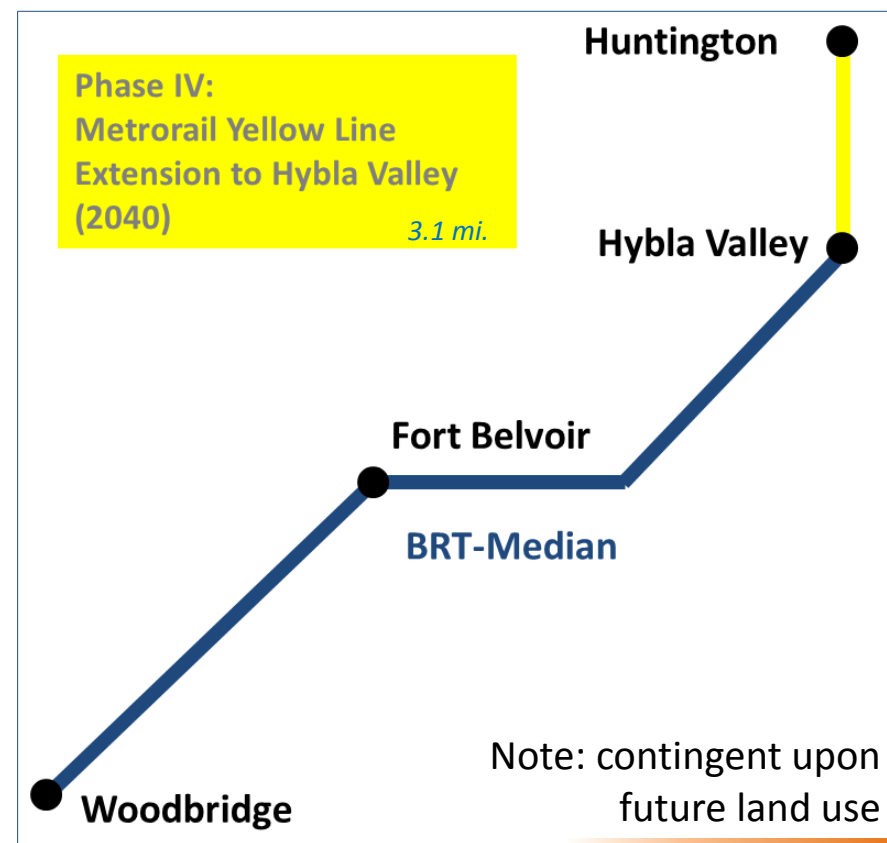 Huntington
Phase IV:
Metrorail Yellow Line
Extension to Hybla Valley
(2040)
3.1 mi.
Hybla Valley
Fort Belvoir
BRT-Median
Note: contingent upon
future land use
Woodbridge